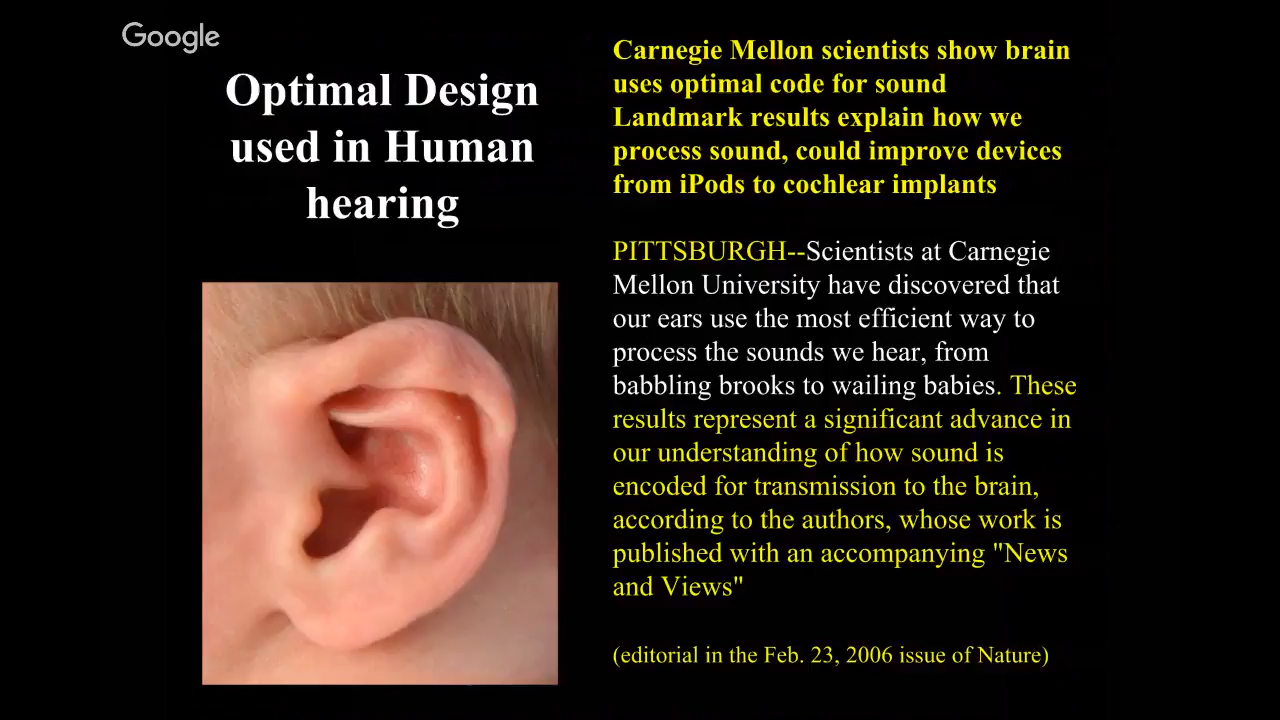 Google
Optimal Design
used in Human
hearing
Carnegie Mellon scientists show brain
uses optimal code for sound
Landmark results explain how we
process sound, could improve devices
from iPods to cochlear implants
PITTSBURGH--Scientists at Carnegie
Mellon University have discovered that
our ears use the most efficient way to
process the sounds we hear, from
babbling brooks to wailing babies. These
results represent a significant advance in
our understanding of how sound is
encoded for transmission to the brain,
according to the authors, whose work is
published with an accompanying "News
and Views"
(editorial in the Feb. 23, 2006 issue of Nature)